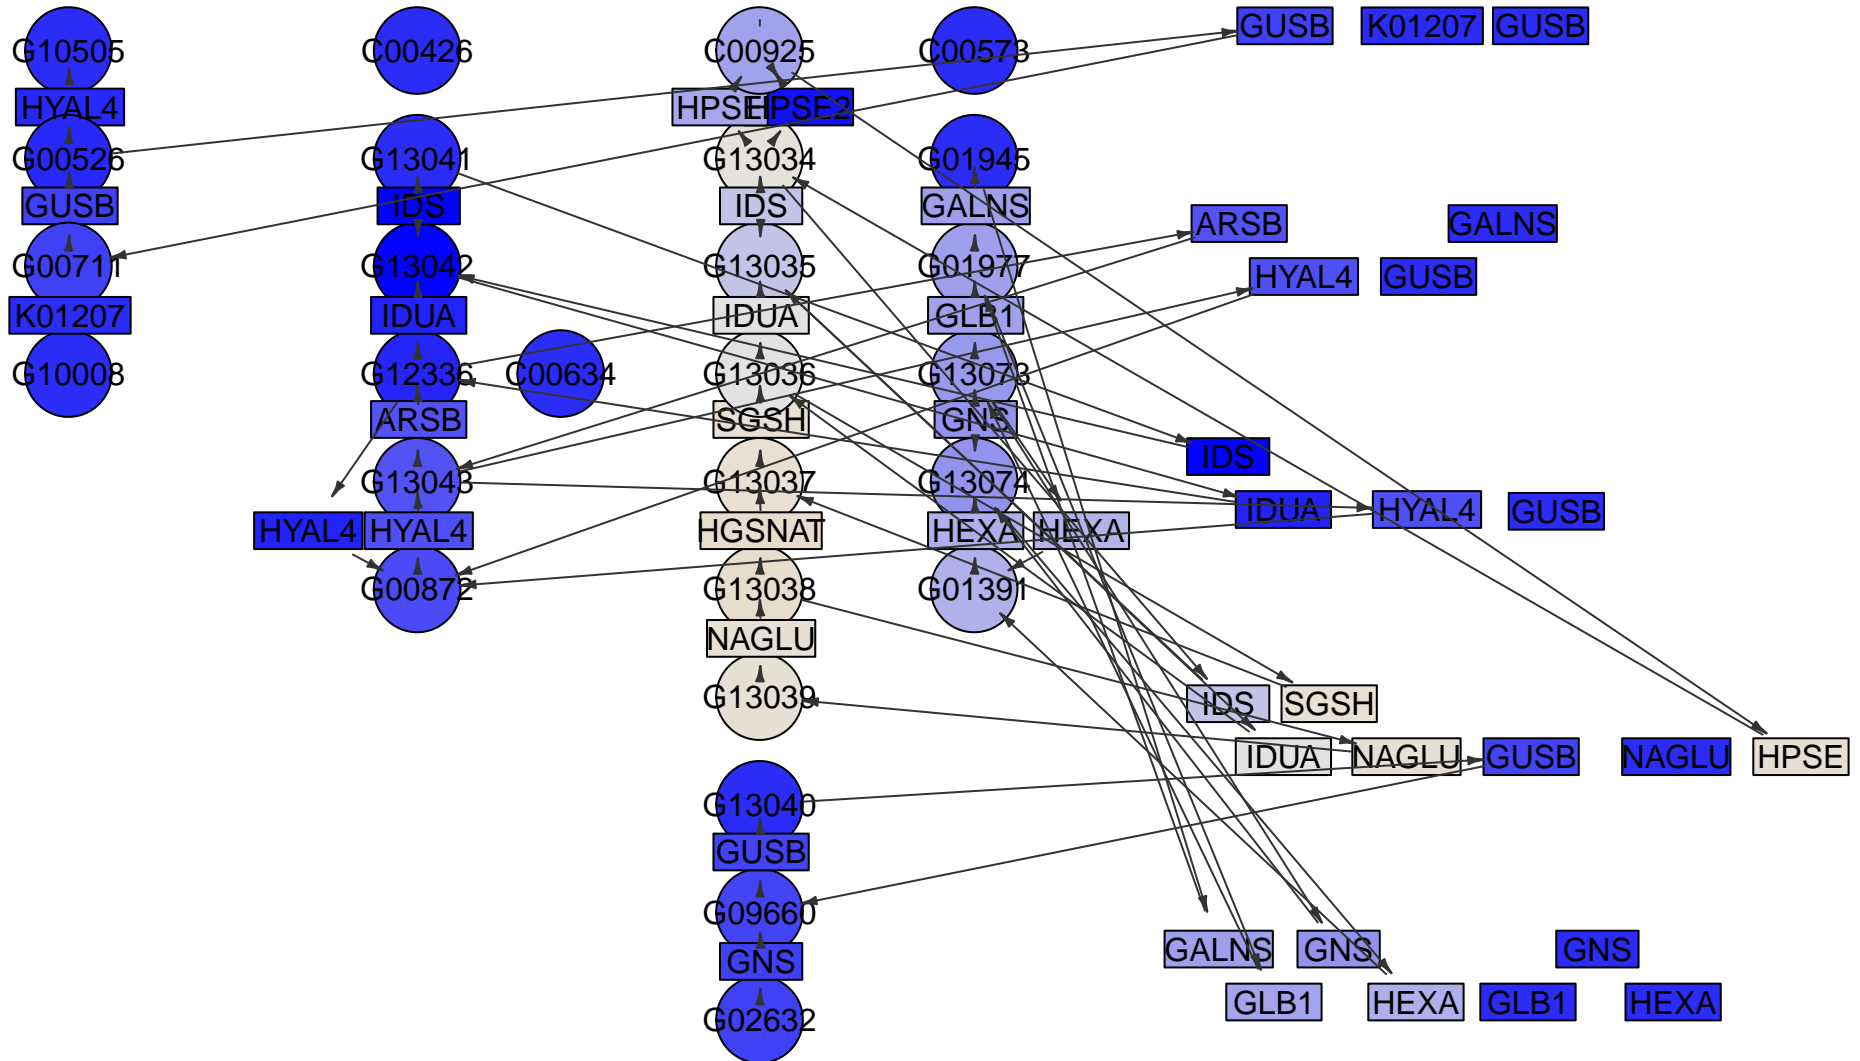 GUSB K01207 GUSB
G10505 C00426 C00925 C00573
HYAL4 HPSE HPSE2
G00526 G13041 G13034 G01945
GUSB IDS IDS GALNS ARSB GALNS
G00711 G13042 G13035 G01977 HYAL4 GUSB
K01207 IDUA IDUA GLB1
G10008 G12336 C00634 G13036 G13073
ARSB SGSH GNS
IDS
G13043 G13037 G13074
IDUA HYAL4 GUSB
HYAL4 HYAL4 HGSNAT HEXA HEXA
G00872 G13038 G01391
NAGLU
G13039 IDS SGSH
IDUA NAGLU GUSB NAGLU HPSE
G13040
GUSB
G09660
GALNS GNS GNS
GNS
GLB1 HEXA GLB1 HEXA
G02632